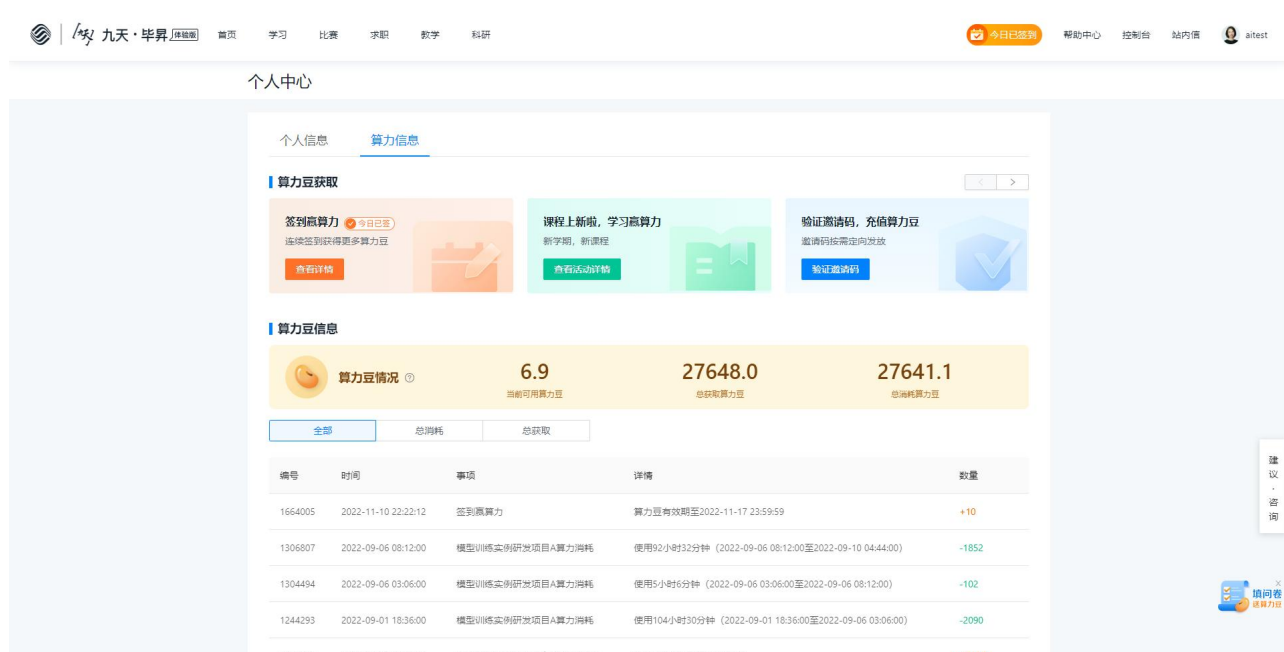 九天·毕昇 体验版 首页 学习 比赛 求职 教学 科研 今日已签到 帮助中心 控制台 站内信 aitest
个人中心
个人信息 算力信息
算力豆获取
签到赢算力 今日已签
连续签到获得更多算力豆
查看详情
课程上新啦,学习赢算力
新学期,新课程
查看活动详情
验证邀请码,充值算力豆
邀请码按需定向发放
验证邀请码
算力豆信息
算力豆情况 6.9 27648.0 27641.1
当前可用算力豆 总获取算力豆 总消耗算力豆
全部 总消耗 总获取
编号 时间 事项 详情 数量
1664005 2022-11-10 22:22:12 签到赢算力 算力豆有效期至2022-11-17 23:59:59 +10
1306807 2022-09-06 08:12:00 模型训练实例研发项目A算力消耗 使用92小时32分钟(2022-09-06 08:12:00至2022-09-10 04:44:00) -1852
1304494 2022-09-06 03:06:00 模型训练实例研发项目A算力消耗 使用5小时6分钟(2022-09-06 03:06:00至2022-09-06 08:12:00) -102
1244293 2022-09-01 18:36:00 模型训练实例研发项目A算力消耗 使用104小时30分钟(2022-09-01 18:36:00至2022-09-06 03:06:00) -2090
建议·咨询
填问卷
送算力豆